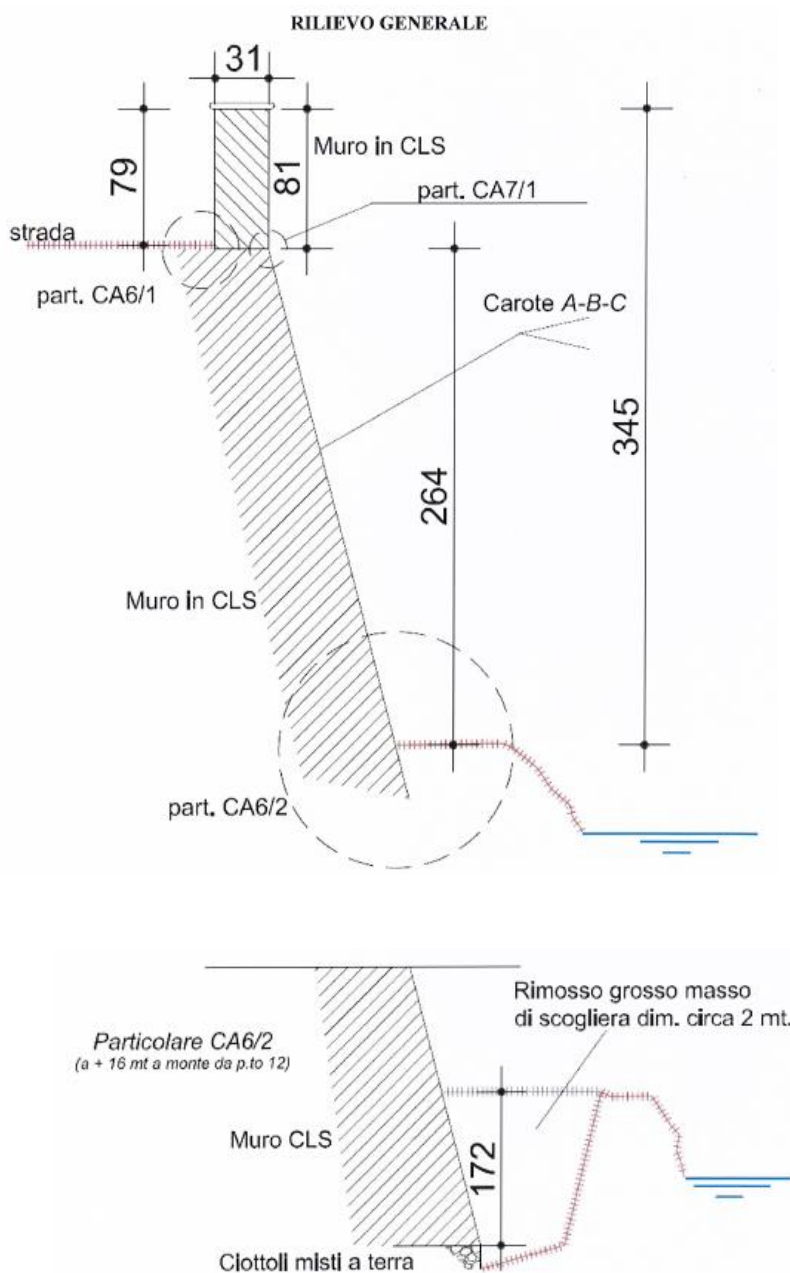 RILIEVO GENERALE
31
79
81
Muro in CLS
part. CA7/1
strada
part. CA6/1
Carote A-B-C
264
345
Muro in CLS
part. CA6/2
Particolare CA6/2
(a + 16 mt a monte da p.to 12)
Rimosso grosso masso
di scogliera dim. circa 2 mt.
Muro CLS
172
Ciottoli misti a terra